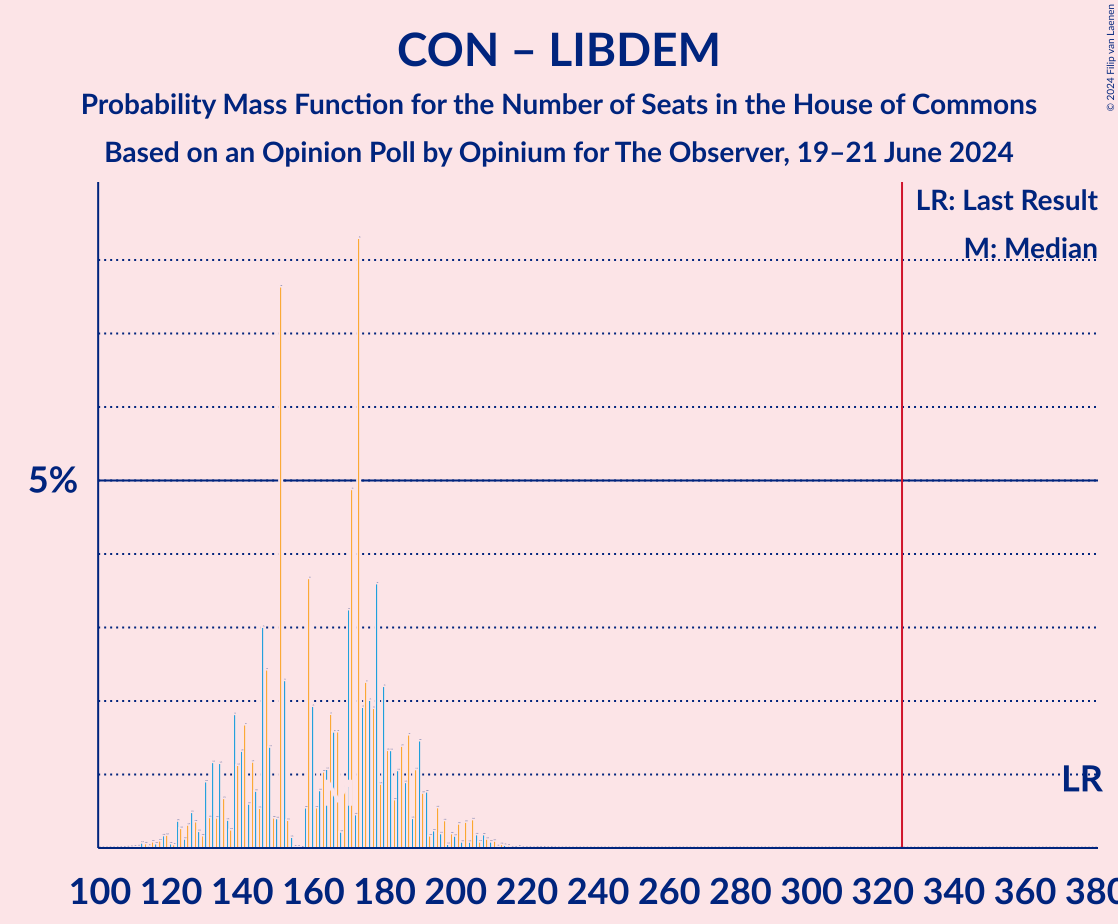 CON – LIBDEM
Probability Mass Function for the Number of Seats in the House of Commons
Based on an Opinion Poll by Opinium for The Observer, 19–21 June 2024
© 2024 Filip van Laenen
LR: Last Result
M: Median
5%
LR
100 120 140 160 180 200 220 240 260 280 300 320 340 360 380